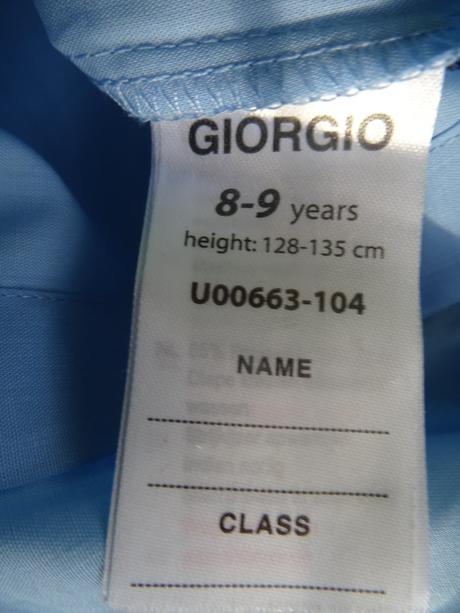 GIORGIO
8-9 years
height: 128-135 cm
U00663-104
NAME
CLASS